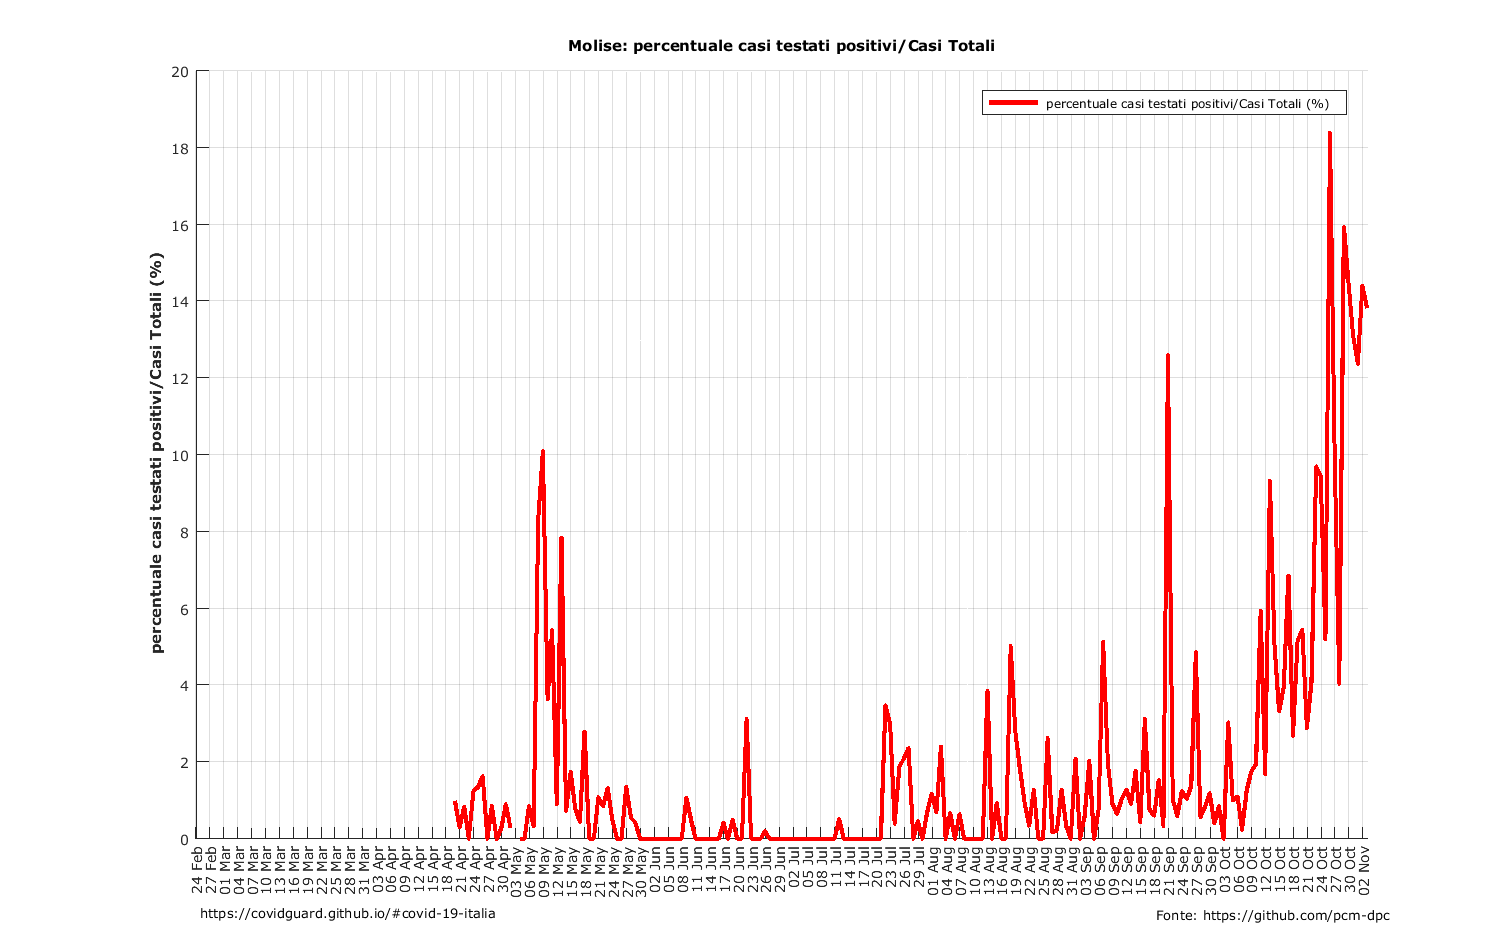 Molise: percentuale casi testati positivi/Casi Totali
percentuale casi testati positivi/Casi Totali (%)
percentuale casi testati positivi/Casi Totali (%)
20
18
16
14
12
10
8
6
4
2
0
24 Feb
27 Feb
01 Mar
04 Mar
07 Mar
10 Mar
13 Mar
16 Mar
19 Mar
22 Mar
25 Mar
28 Mar
31 Mar
03 Apr
06 Apr
09 Apr
12 Apr
15 Apr
18 Apr
21 Apr
24 Apr
27 Apr
30 Apr
03 May
06 May
09 May
12 May
15 May
18 May
21 May
24 May
27 May
30 May
02 Jun
05 Jun
08 Jun
11 Jun
14 Jun
17 Jun
20 Jun
23 Jun
26 Jun
29 Jun
02 Jul
05 Jul
08 Jul
11 Jul
14 Jul
17 Jul
20 Jul
23 Jul
26 Jul
29 Jul
01 Aug
04 Aug
07 Aug
10 Aug
13 Aug
16 Aug
19 Aug
22 Aug
25 Aug
28 Aug
31 Aug
03 Sep
06 Sep
09 Sep
12 Sep
15 Sep
18 Sep
21 Sep
24 Sep
27 Sep
30 Sep
03 Oct
06 Oct
09 Oct
12 Oct
15 Oct
18 Oct
21 Oct
24 Oct
27 Oct
30 Oct
02 Nov
https://covidguard.github.io/#covid-19-italia
Fonte: https://github.com/pcm-dpc